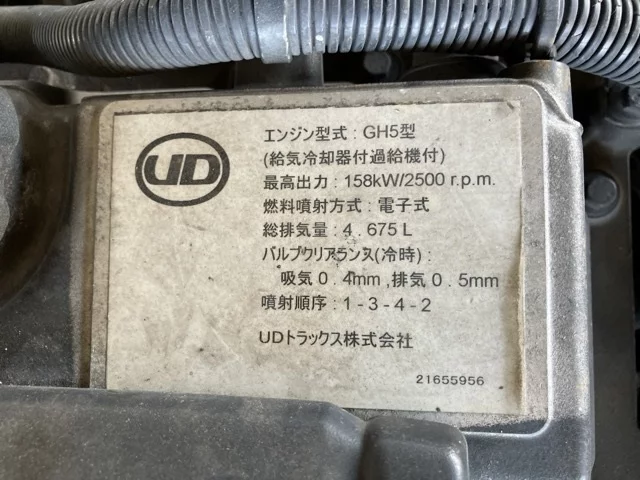 UD
エンジン型式 : GH5型
(給気冷却器付過給機付)
最高出力 : 158kW/2500 r.p.m.
燃料噴射方式 : 電子式
総排気量 : 4 . 675 L
バルブクリアランス(冷時) :
吸気 0 . 4mm ,排気 0 . 5mm
噴射順序 : 1 - 3 - 4 - 2
UDトラックス株式会社
21655956